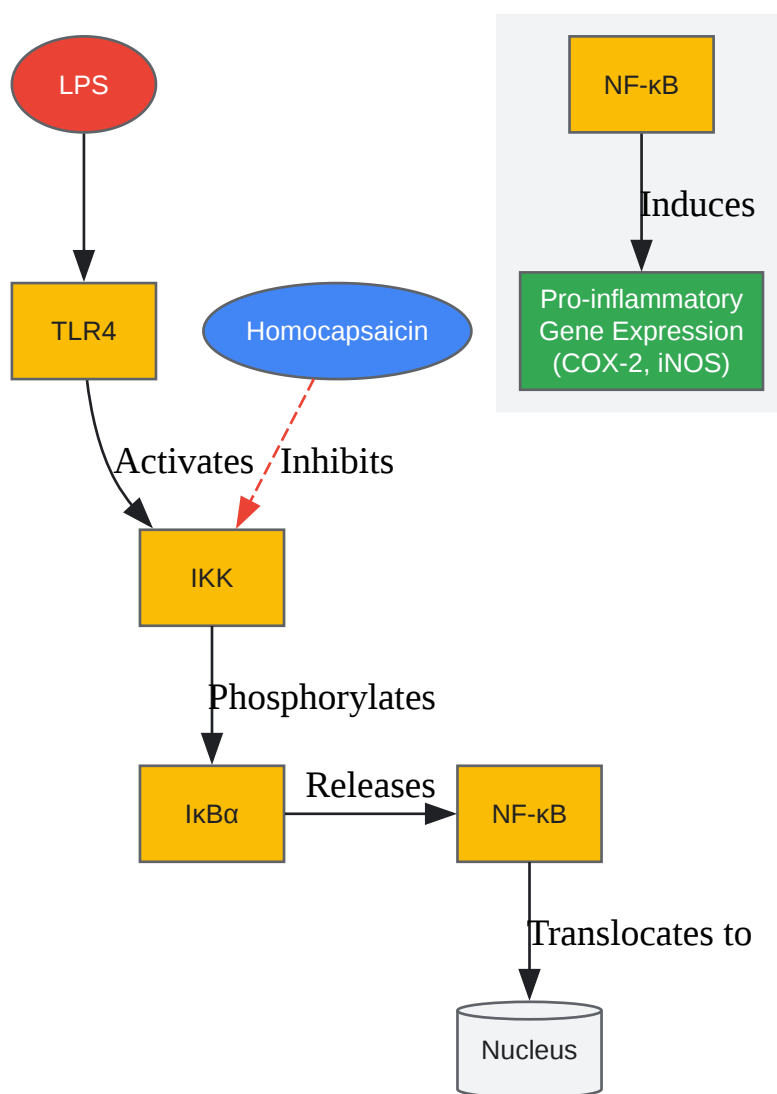 LPS
NF-κB
Induces
TLR4
Homocapsaicin
Pro-inflammatory
Gene Expression
(COX-2, iNOS)
Activates
Inhibits
IKK
Phosphorylates
IκBα
Releases
NF-κB
Translocates to
Nucleus